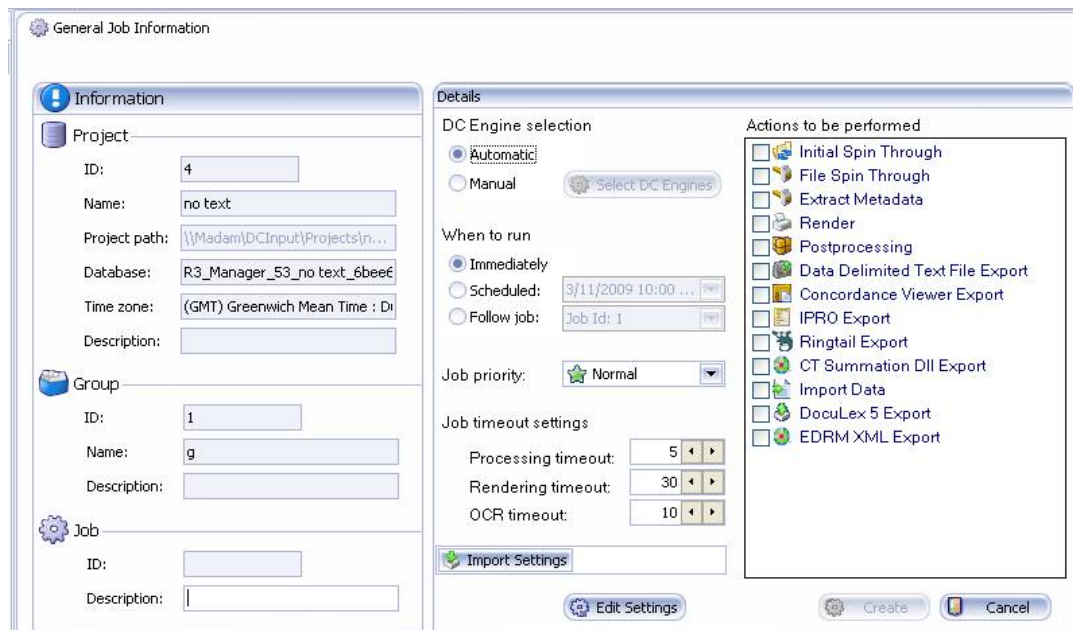 General Job Information
Information
Project
ID: 4
Name: no text
Project path: \\Madam\DCInput\Projects\n...
Database: R3_Manager_53_no text_6bee6
Time zone: (GMT) Greenwich Mean Time : Du
Description:
Group
ID: 1
Name: g
Description:
Job
ID:
Description:
Details
DC Engine selection
Automatic
Manual Select DC Engines
When to run
Immediately
Scheduled: 3/11/2009 10:00 ...
Follow job: Job Id: 1
Job priority: Normal
Job timeout settings
Processing timeout: 5
Rendering timeout: 30
OCR timeout: 10
Import Settings
Edit Settings
Actions to be performed
Initial Spin Through
File Spin Through
Extract Metadata
Render
Postprocessing
Data Delimited Text File Export
Concordance Viewer Export
IPRO Export
Ringtail Export
CT Summation DII Export
Import Data
DocuLex 5 Export
EDRM XML Export
Create Cancel